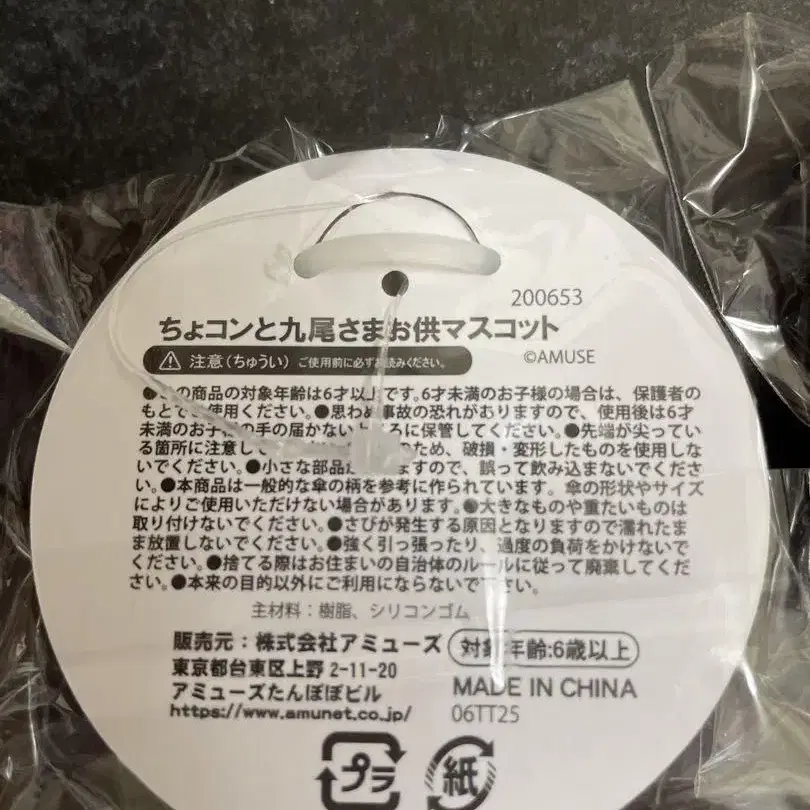 200653
ちょコンと九尾さまお供マスコット
注意(ちゅうい) ご使用前に必ずお読みください。
©AMUSE
●この商品の対象年齢は6才以上です。6才未満のお子様の場合は、保護者の
もとでご使用ください。●思わぬ事故の恐れがありますので、使用後は6才
未満のお子様の手の届かないところに保管してください。●先端が尖ってい
る箇所に注意して のため、破損・変形したものを使用しな
いでください。●小さな部品が ますので、誤って飲み込まないでくださ
い。●本商品は一般的な傘の柄を参考に作られています。傘の形状やサイズ
によりご使用いただけない場合があります。●大きなものや重たいものは
取り付けないでください。●さびが発生する原因となりますので濡れたま
ま放置しないでください。●強く引っ張ったり、過度の負荷をかけないで
ください。●捨てる際はお住まいの自治体のルールに従って廃棄してくだ
さい。●本来の目的以外にご利用にならないで下さい。
主材料:樹脂、シリコンゴム
販売元:株式会社アミューズ
対象年齢:6歳以上
東京都台東区上野 2-11-20
アミューズたんぽぽビル
https://www.amunet.co.jp/
MADE IN CHINA
06TT25
プラ
紙